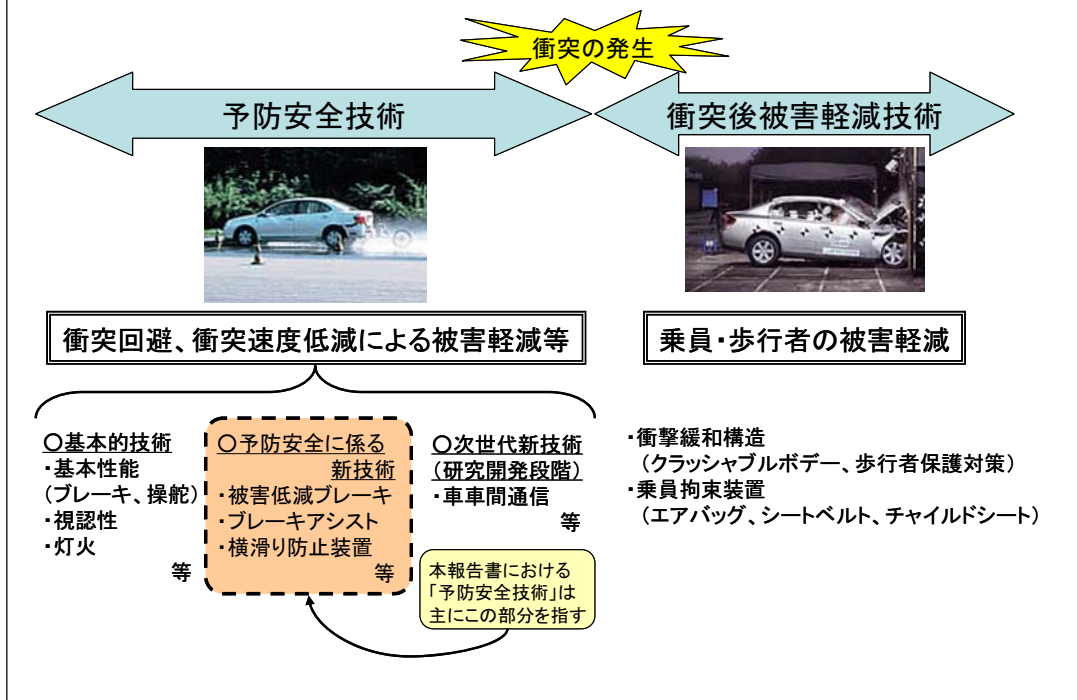 衝突の発生
予防安全技術
衝突後被害軽減技術
衝突回避、衝突速度低減による被害軽減等
乗員・歩行者の被害軽減
○基本的技術
・基本性能
(ブレーキ、操舵)
・視認性
・灯火
等
○予防安全に係る
新技術
・被害低減ブレーキ
・ブレーキアシスト
・横滑り防止装置
等
○次世代新技術
(研究開発段階)
・車車間通信
等
本報告書における
「予防安全技術」は
主にこの部分を指す
・衝撃緩和構造
(クラッシャブルボデー、歩行者保護対策)
・乗員拘束装置
(エアバッグ、シートベルト、チャイルドシート)